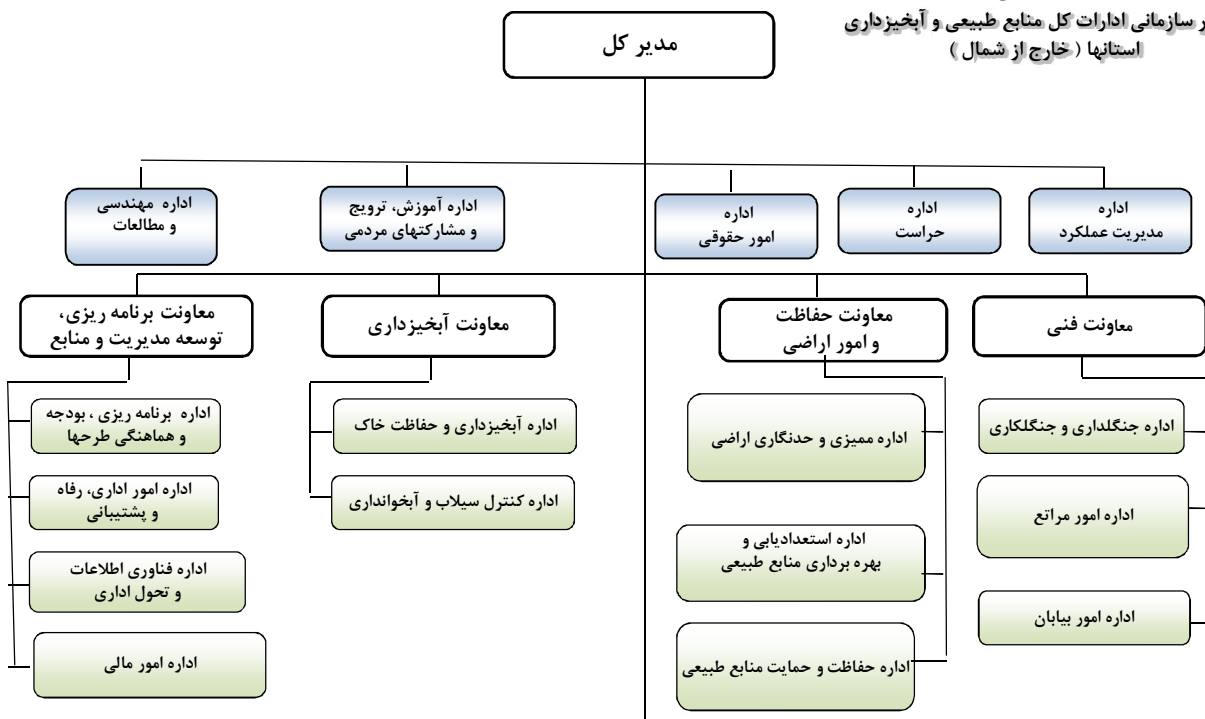 ر سازمانی ادارات کل منابع طبیعی و آبخیزداری
استانها ( خارج از شمال )
مدیر کل
اداره
مدیریت عملکرد
اداره
حراست
اداره
امور حقوقی
اداره آموزش، ترویج
و مشارکتهای مردمی
اداره مهندسی
و مطالعات
معاونت فنی
معاونت حفاظت
و امور اراضی
معاونت آبخیزداری
معاونت برنامه ریزی،
توسعه مدیریت و منابع
اداره جنگلداری و جنگلکاری
اداره امور مراتع
اداره امور بیابان
اداره ممیزی و حدنگاری اراضی
اداره استعدادیابی و
بهره برداری منابع طبیعی
اداره حفاظت و حمایت منابع طبیعی
اداره آبخیزداری و حفاظت خاک
اداره کنترل سیلاب و آبخوانداری
اداره برنامه ریزی ، بودجه
و هماهنگی طرحها
اداره امور اداری، رفاه
و پشتیبانی
اداره فناوری اطلاعات
و تحول اداری
اداره امور مالی